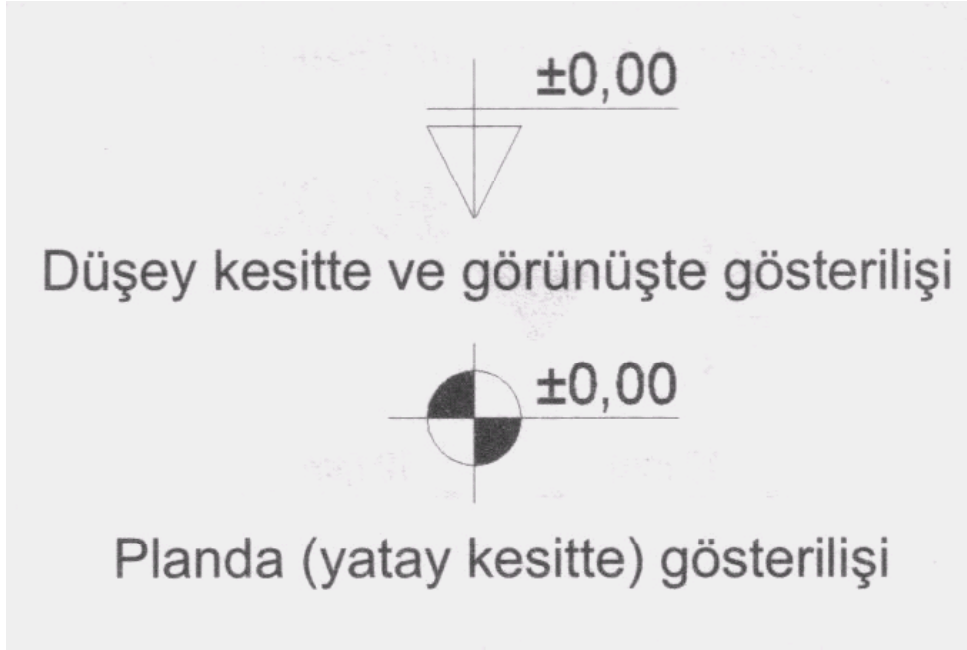 ±0,00
Düşey kesitte ve görünüşte gösterilişi
±0,00
Planda (yatay kesitte) gösterilişi